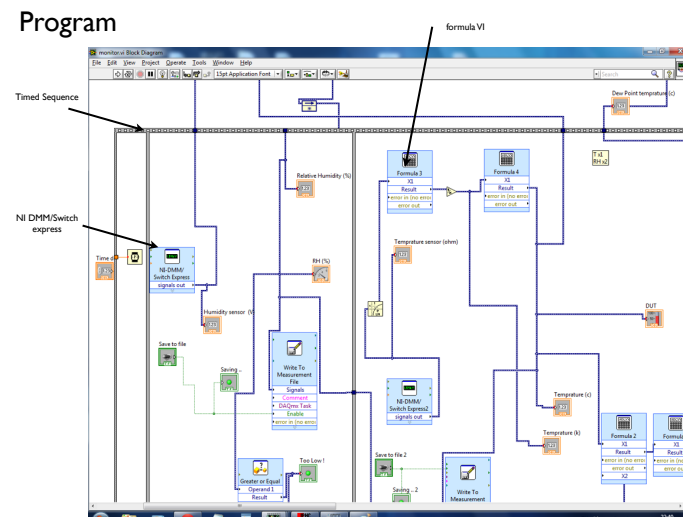 Program
formula VI
monitor.vi Block Diagram
File Edit View Project Operate Tools Window Help
15pt Application Font
Search
Timed Sequence
Dew Point temprature (c)
T x1
RH x2
Formula 3
X1
Result
error in (no erro
error out
Formula 4
X1
Result
error in (no erro
error out
Relative Humidity (%)
NI DMM/Switch
express
Time d
NI-DMM/
Switch Express
signals out
RH (%)
Temprature sensor (ohm)
Humidity sensor (V
DUT
Save to file
Saving ..
Write To
Measurement
File
Signals
Comment
DAQmx Task
Enable
error in (no erro
NI-DMM/
Switch Express2
signals out
Temprature (c)
Temprature (k)
Formula 2
X1
Result
error in (no erro
error out
X2
Formula
X1
Resul
error in (n
error o
Too Low !
Greater or Equal
Operand 1
Result
Save to file 2
Saving .. 2
Write To
Measurement